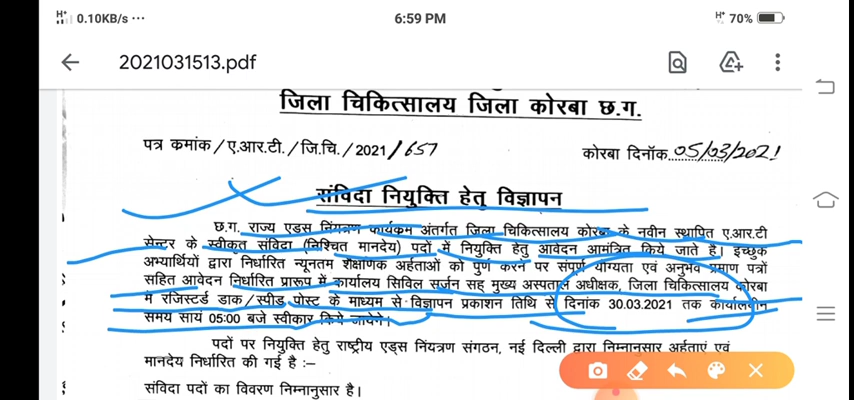 H⁺ 0.10KB/s ··· 6:59 PM H⁺ 70%
2021031513.pdf
जिला चिकित्सालय जिला कोरबा छ.ग.
पत्र कमांक / ए.आर.टी. / जि.चि. / 2021 / 657 कोरबा दिनॉक. 05/03/2021
संविदा नियुक्ति हेतु विज्ञापन
छ.ग. राज्य एड्स नियंत्रण कार्यकम अंतर्गत जिला चिकित्सालय कोरबा के नवीन स्थापित ए.आर.टी
सेन्टर के स्वीकृत संविदा (निश्चित मानदेय) पदों में नियुक्ति हेतु आवेदन आमंत्रित किये जाते है। इच्छुक
अभ्यार्थियों द्वारा निर्धारित न्यूनतम शैक्षणिक अर्हताओं को पुर्ण करने पर संपूर्ण योग्यता एवं अनुभव प्रमाण पत्रों
सहित आवेदन निर्धारित प्रारूप में कार्यालय सिविल सर्जन सह मुख्य अस्पताल अधीक्षक, जिला चिकित्सालय कोरबा
में रजिस्टर्ड डाक / स्पीड पोस्ट के माध्यम से विज्ञापन प्रकाशन तिथि से दिनांक 30.03.2021 तक कार्यालयीन
समय सायं 05:00 बजे स्वीकार किये जायेगे।
पदों पर नियुक्ति हेतु राष्ट्रीय एड्स नियंत्रण संगठन, नई दिल्ली द्वारा निम्नानुसार अर्हताएं एवं
मानदेय निर्धारित की गई है :–
संविदा पदों का विवरण निम्नानुसार है।